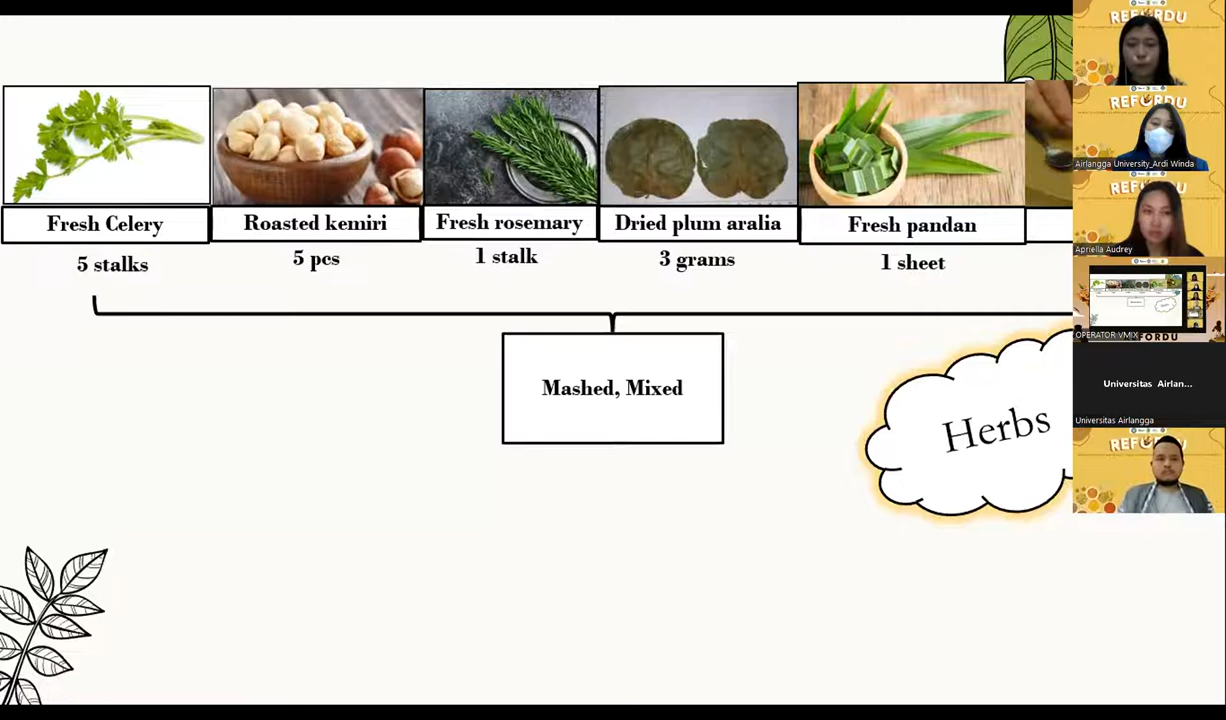 Fresh Celery
Roasted kemiri
Fresh rosemary
Dried plum aralia
Fresh pandan
5 stalks
5 pcs
1 stalk
3 grams
1 sheet
Mashed, Mixed
Herbs
Airlangga University_Ardi Winda
Apriella Audrey
OPERATOR VMIX
Universitas Airlan...
Universitas Airlangga